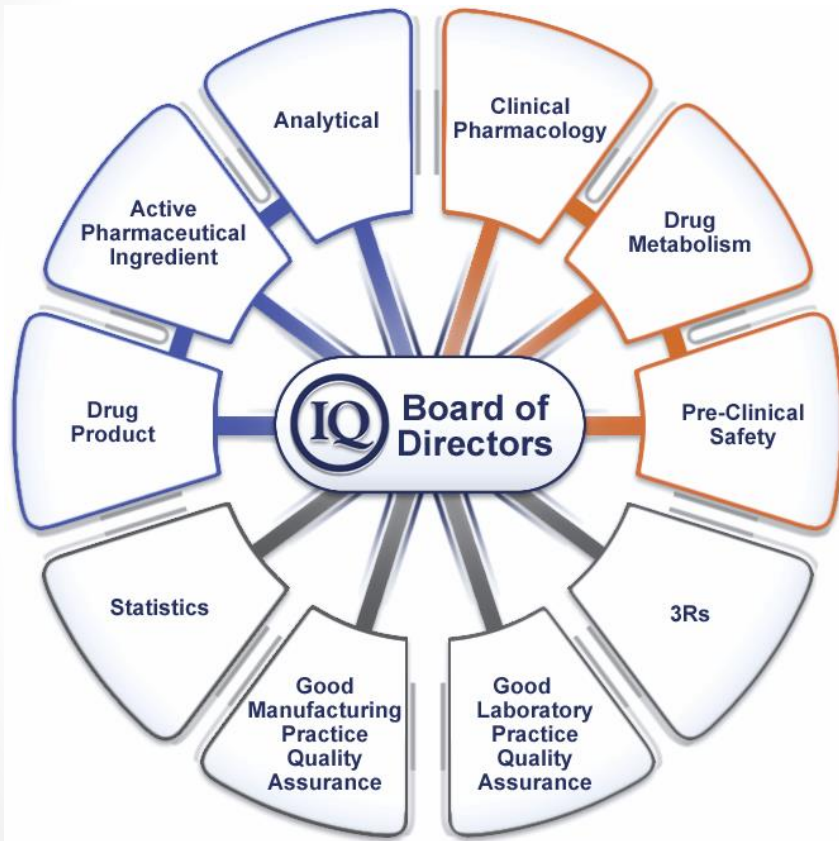 Analytical
Clinical
Pharmacology
Active
Pharmaceutical
Ingredient
Drug
Metabolism
Drug
Product
IQ
Board of
Directors
Pre-Clinical
Safety
Statistics
3Rs
Good
Manufacturing
Practice
Quality
Assurance
Good
Laboratory
Practice
Quality
Assurance